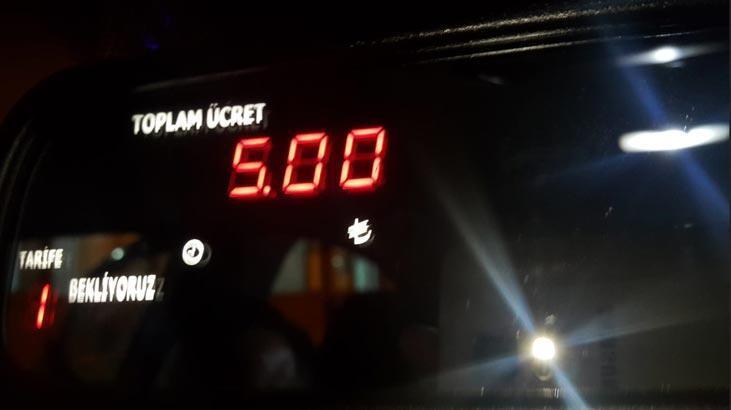 TOPLAM ÜCRET
5.00
₺
TARİFE
1 BEKLİYORUZ